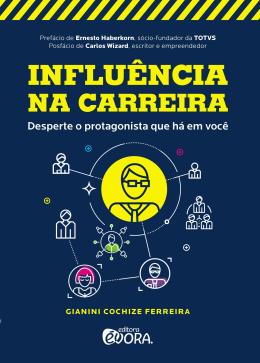 Prefácio de Ernesto Haberkorn, sócio-fundador da TOTVS
Posfácio de Carlos Wizard, escritor e empreendedor
INFLUÊNCIA
NA CARREIRA
Desperte o protagonista que há em você
GIANINI COCHIZE FERREIRA
editora
évORA.